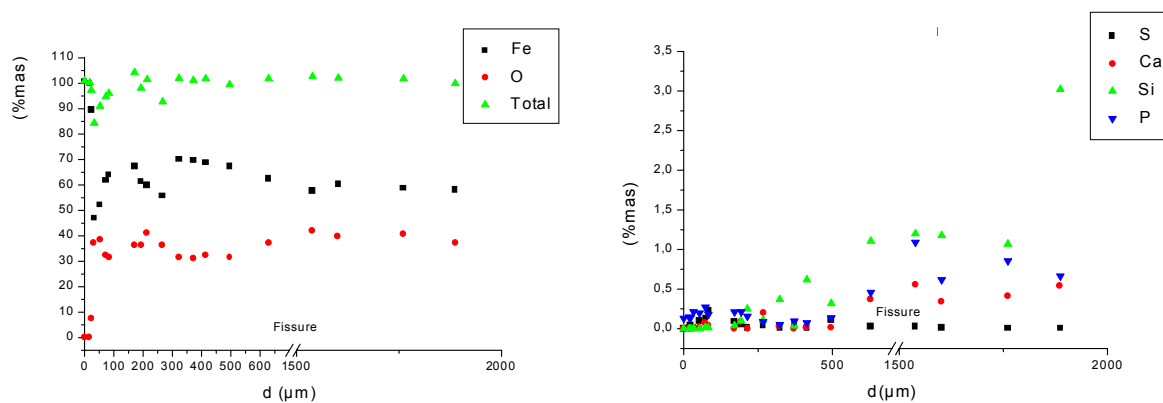 Fe
O
Total
(%mas)
110
100
90
80
70
60
50
40
30
20
10
0
Fissure
0 100 200 300 400 500 600 1500 2000
d (µm)
S
Ca
Si
P
(%mas)
3,5
3,0
2,5
2,0
1,5
1,0
0,5
0,0
Fissure
0 500 1500 2000
d(µm)